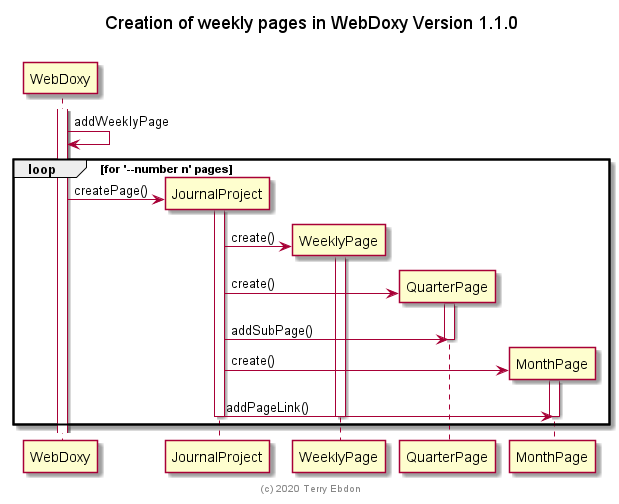 Creation of weekly pages in WebDoxy Version 1.1.0
WebDoxy
addWeeklyPage
loop [for '--number n' pages]
createPage()
JournalProject
create()
WeeklyPage
create()
QuarterPage
addSubPage()
create()
MonthPage
addPageLink()
WebDoxy JournalProject WeeklyPage QuarterPage MonthPage
(c) 2020 Terry Ebdon